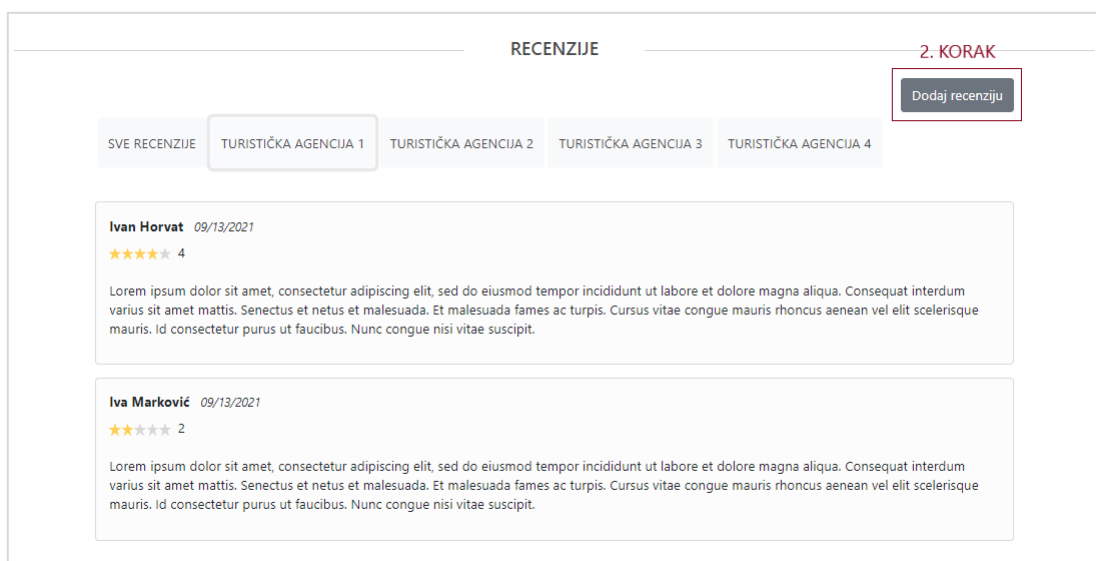 RECENZIJE
2. KORAK
Dodaj recenziju
SVE RECENZIJE TURISTIČKA AGENCIJA 1 TURISTIČKA AGENCIJA 2 TURISTIČKA AGENCIJA 3 TURISTIČKA AGENCIJA 4
Ivan Horvat 09/13/2021
4
Lorem ipsum dolor sit amet, consectetur adipiscing elit, sed do eiusmod tempor incididunt ut labore et dolore magna aliqua. Consequat interdum
varius sit amet mattis. Senectus et netus et malesuada. Et malesuada fames ac turpis. Cursus vitae congue mauris rhoncus aenean vel elit scelerisque
mauris. Id consectetur purus ut faucibus. Nunc congue nisi vitae suscipit.
Iva Marković 09/13/2021
2
Lorem ipsum dolor sit amet, consectetur adipiscing elit, sed do eiusmod tempor incididunt ut labore et dolore magna aliqua. Consequat interdum
varius sit amet mattis. Senectus et netus et malesuada. Et malesuada fames ac turpis. Cursus vitae congue mauris rhoncus aenean vel elit scelerisque
mauris. Id consectetur purus ut faucibus. Nunc congue nisi vitae suscipit.